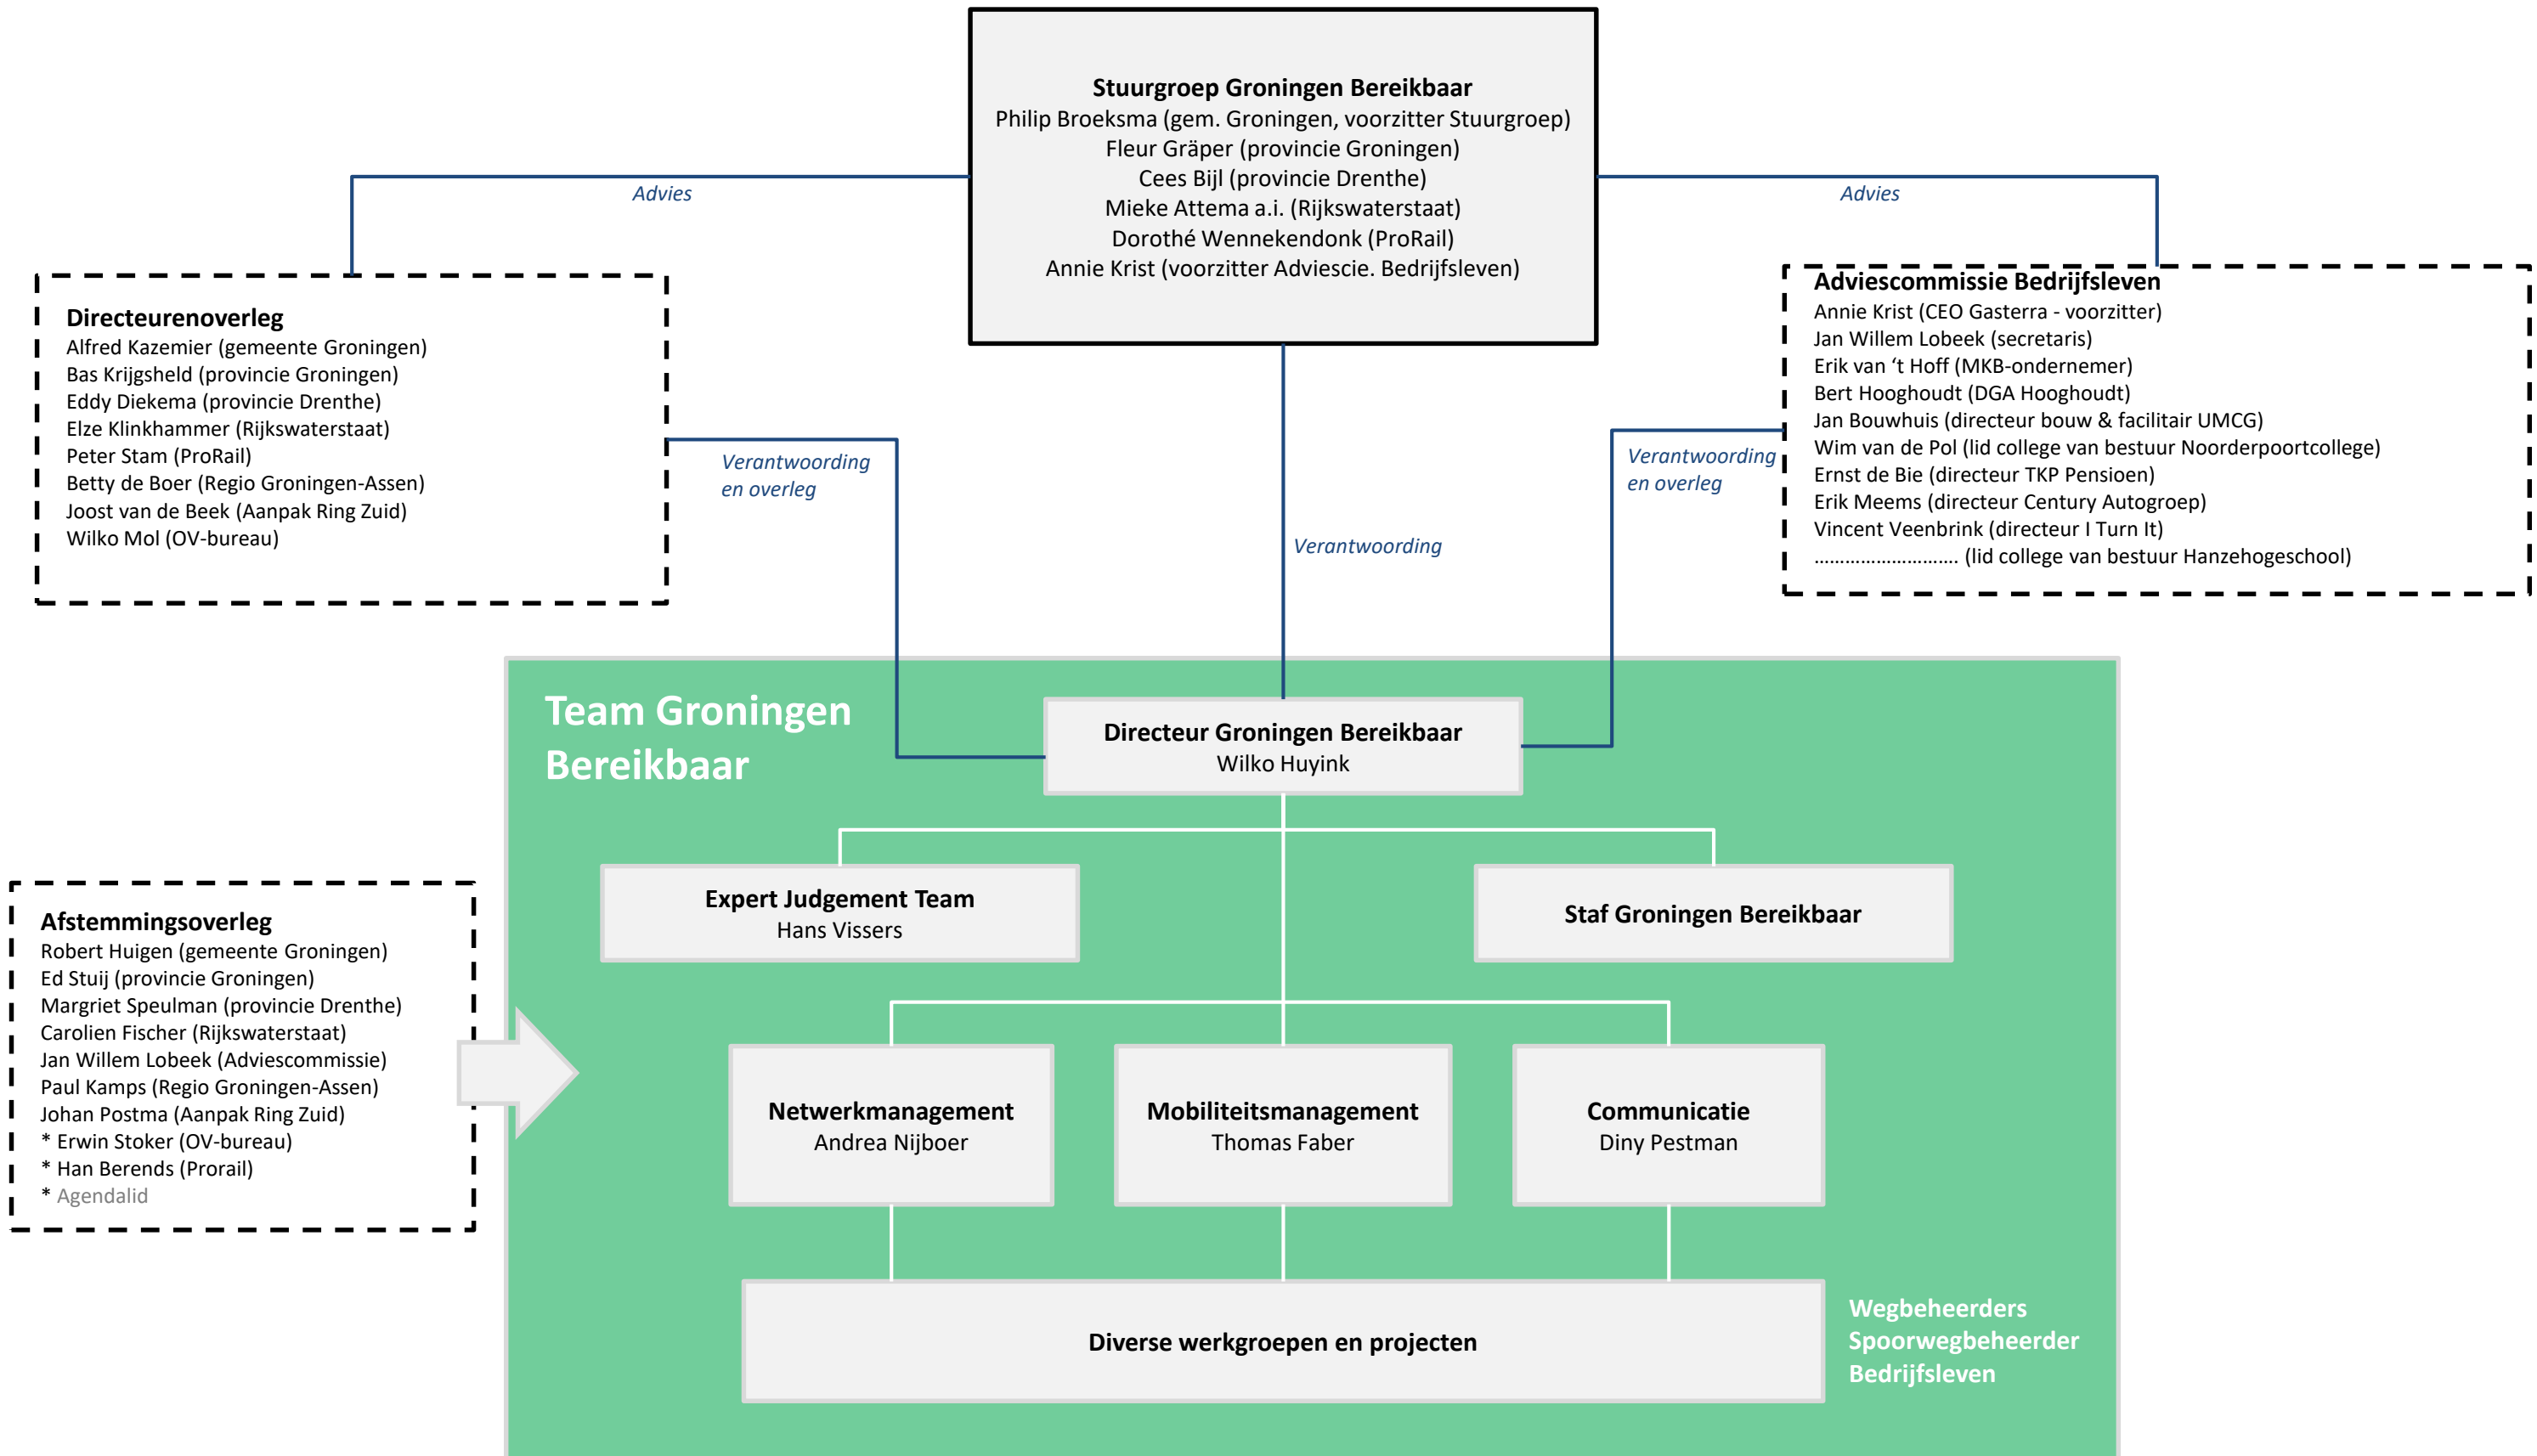 Stuurgroep Groningen Bereikbaar
Philip Broeksma (gem. Groningen, voorzitter Stuurgroep)
Fleur Gräper (provincie Groningen)
Cees Bijl (provincie Drenthe)
Mieke Attema a.i. (Rijkswaterstaat)
Dorothé Wennekendonk (ProRail)
Annie Krist (voorzitter Adviescie. Bedrijfsleven)
Advies
Advies
Directeurenoverleg
Alfred Kazemier (gemeente Groningen)
Bas Krijgsheld (provincie Groningen)
Eddy Diekema (provincie Drenthe)
Elze Klinkhammer (Rijkswaterstaat)
Peter Stam (ProRail)
Betty de Boer (Regio Groningen-Assen)
Joost van de Beek (Aanpak Ring Zuid)
Wilko Mol (OV-bureau)
Adviescommissie Bedrijfsleven
Annie Krist (CEO Gasterra - voorzitter)
Jan Willem Lobeek (secretaris)
Erik van ‘t Hoff (MKB-ondernemer)
Bert Hooghoudt (DGA Hooghoudt)
Jan Bouwhuis (directeur bouw & facilitair UMCG)
Wim van de Pol (lid college van bestuur Noorderpoortcollege)
Ernst de Bie (directeur TKP Pensioen)
Erik Meems (directeur Century Autogroep)
Vincent Veenbrink (directeur I Turn It)
………………………. (lid college van bestuur Hanzehogeschool)
Verantwoording
en overleg
Verantwoording
Verantwoording
en overleg
Team Groningen
Bereikbaar
Directeur Groningen Bereikbaar
Wilko Huyink
Expert Judgement Team
Hans Vissers
Staf Groningen Bereikbaar
Afstemmingsoverleg
Robert Huigen (gemeente Groningen)
Ed Stuij (provincie Groningen)
Margriet Speulman (provincie Drenthe)
Carolien Fischer (Rijkswaterstaat)
Jan Willem Lobeek (Adviescommissie)
Paul Kamps (Regio Groningen-Assen)
Johan Postma (Aanpak Ring Zuid)
* Erwin Stoker (OV-bureau)
* Han Berends (Prorail)
* Agendalid
Netwerkmanagement
Andrea Nijboer
Mobiliteitsmanagement
Thomas Faber
Communicatie
Diny Pestman
Diverse werkgroepen en projecten
Wegbeheerders
Spoorwegbeheerder
Bedrijfsleven